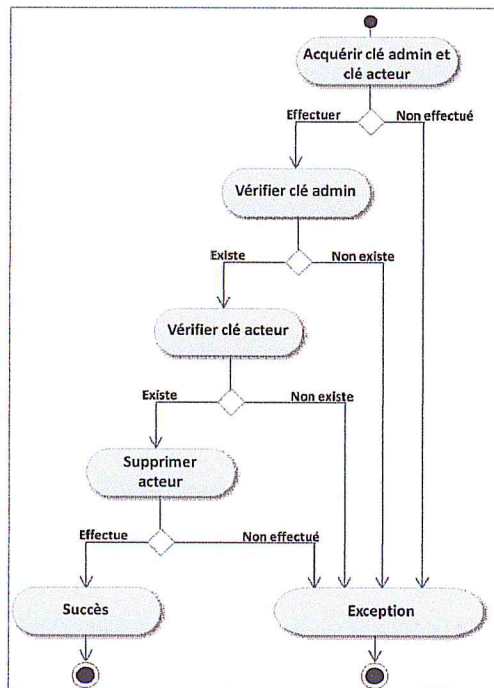 Acquérir clé admin et
clé acteur
Effectuer
Non effectué
Vérifier clé admin
Existe
Non existe
Vérifier clé acteur
Existe
Non existe
Supprimer
acteur
Effectue
Non effectué
Succès
Exception